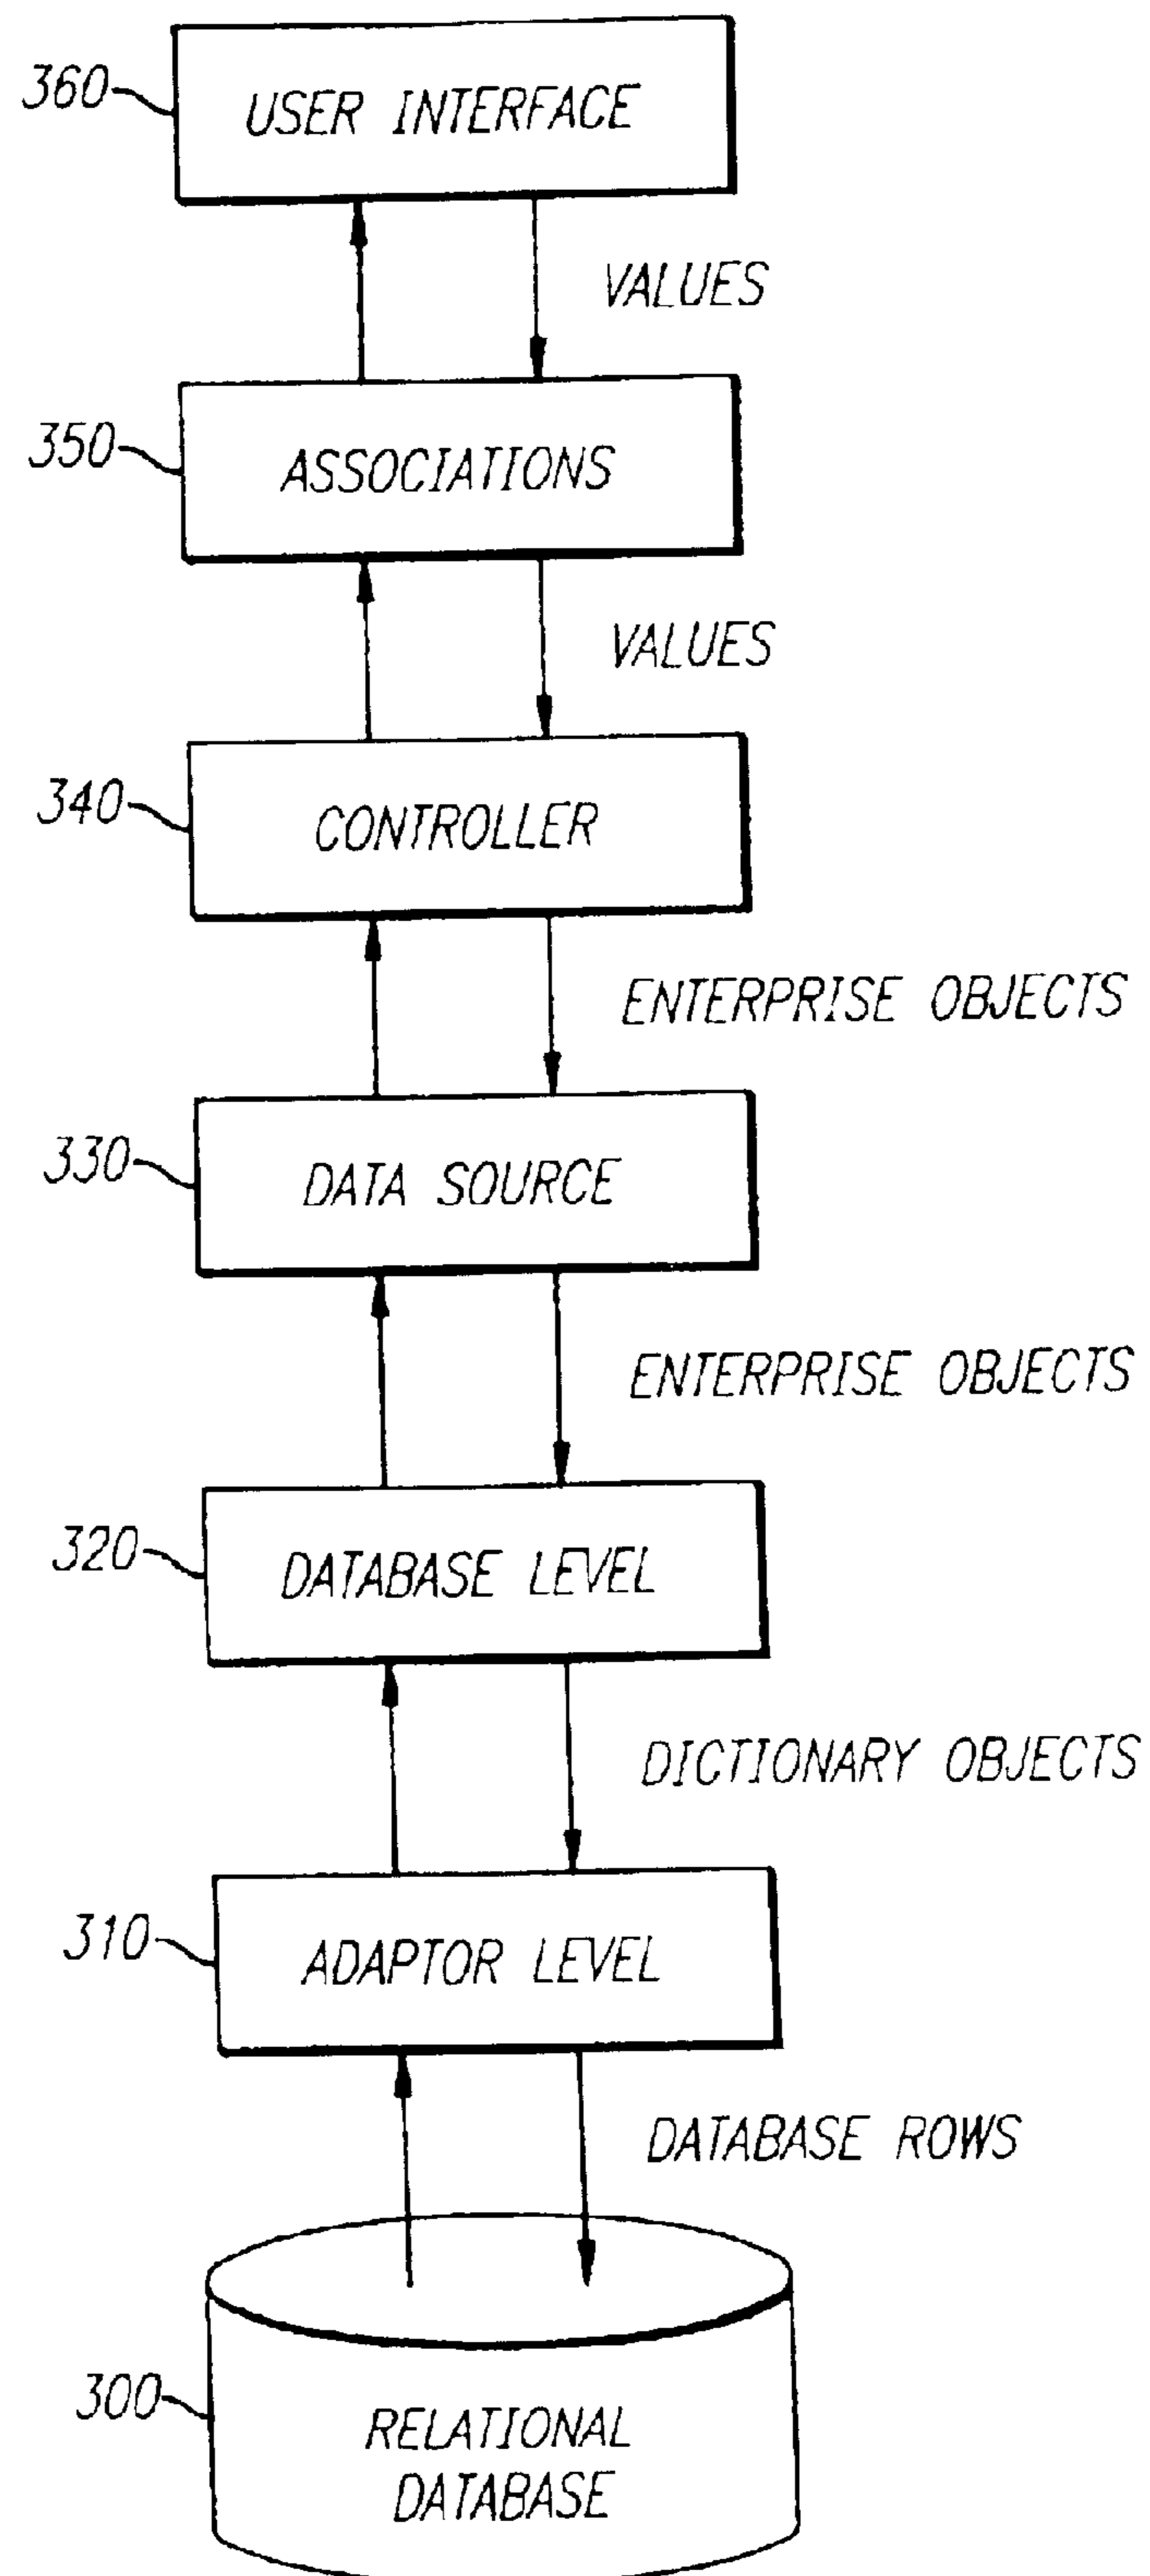 360
USER INTERFACE
VALUES
350
ASSOCIATIONS
VALUES
340
CONTROLLER
ENTERPRISE OBJECTS
330
DATA SOURCE
ENTERPRISE OBJECTS
320
DATABASE LEVEL
DICTIONARY OBJECTS
310
ADAPTOR LEVEL
DATABASE ROWS
300
RELATIONAL
DATABASE